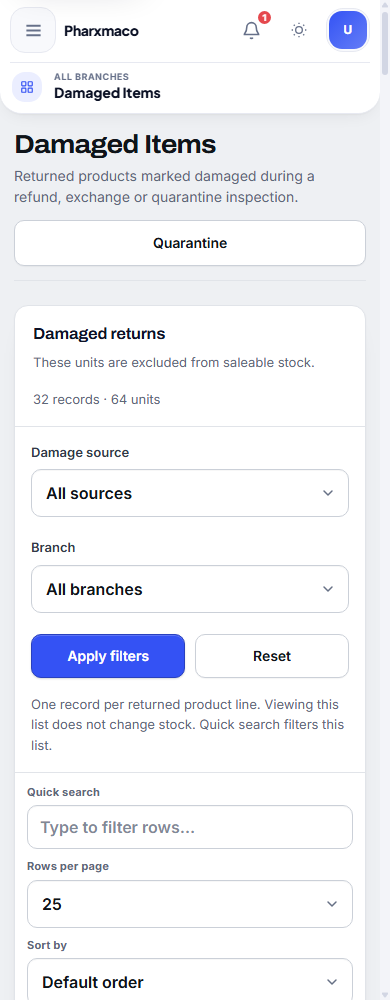 Pharxmaco
1
U
ALL BRANCHES
Damaged Items
Damaged Items
Returned products marked damaged during a
refund, exchange or quarantine inspection.
Quarantine
Damaged returns
These units are excluded from saleable stock.
32 records · 64 units
Damage source
All sources
Branch
All branches
Apply filters
Reset
One record per returned product line. Viewing this
list does not change stock. Quick search filters this
list.
Quick search
Type to filter rows...
Rows per page
25
Sort by
Default order